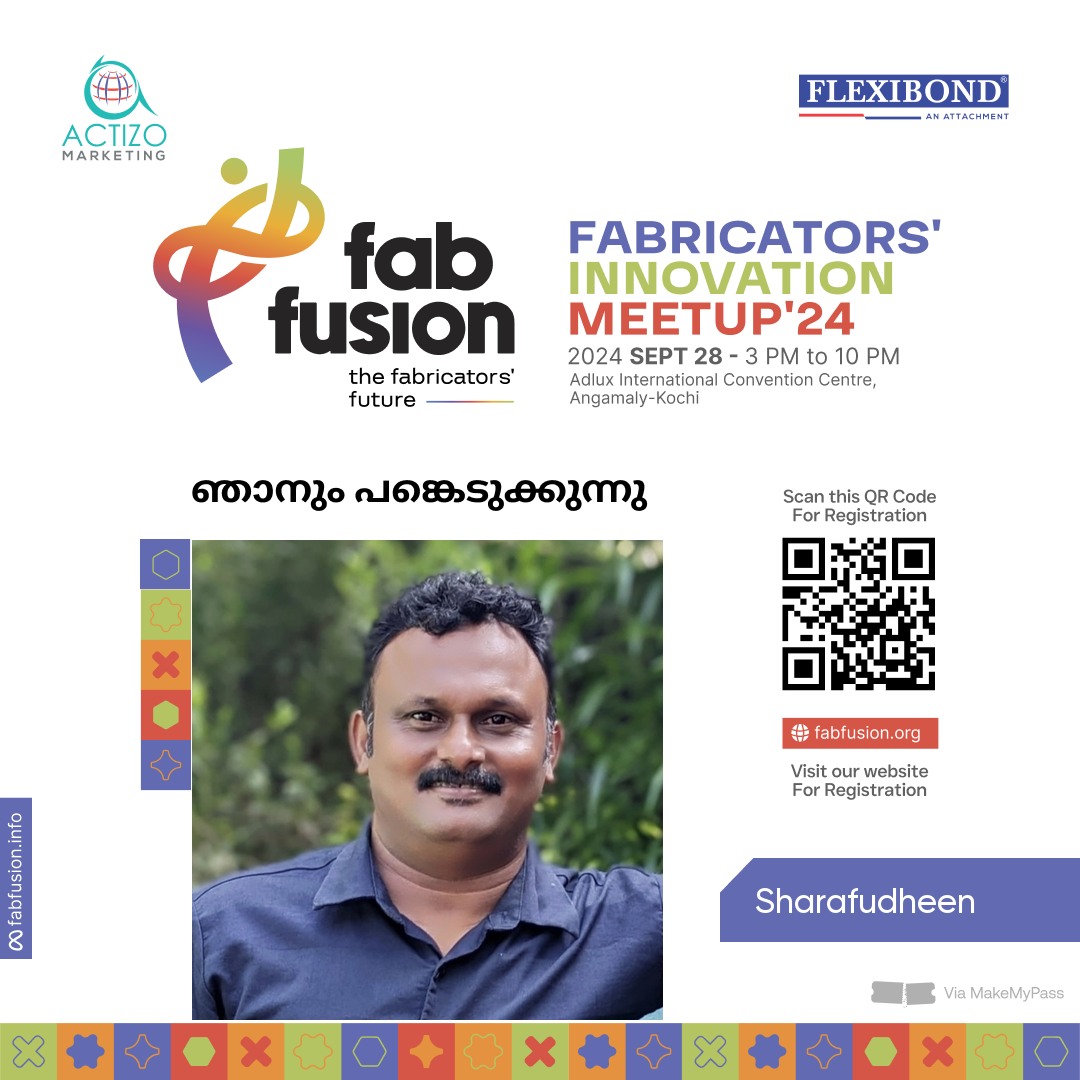 ACTIZO
MARKETING
FLEXIBOND®
AN ATTACHMENT
fab
fusion
the fabricators'
future
FABRICATORS'
INNOVATION
MEETUP'24
2024 SEPT 28 - 3 PM to 10 PM
Adlux International Convention Centre,
Angamaly-Kochi
ഞാനും പങ്കെടുക്കുന്നു
Scan this QR Code
For Registration
fabfusion.org
Visit our website
For Registration
fabfusion.info
Sharafudheen
Via MakeMyPass